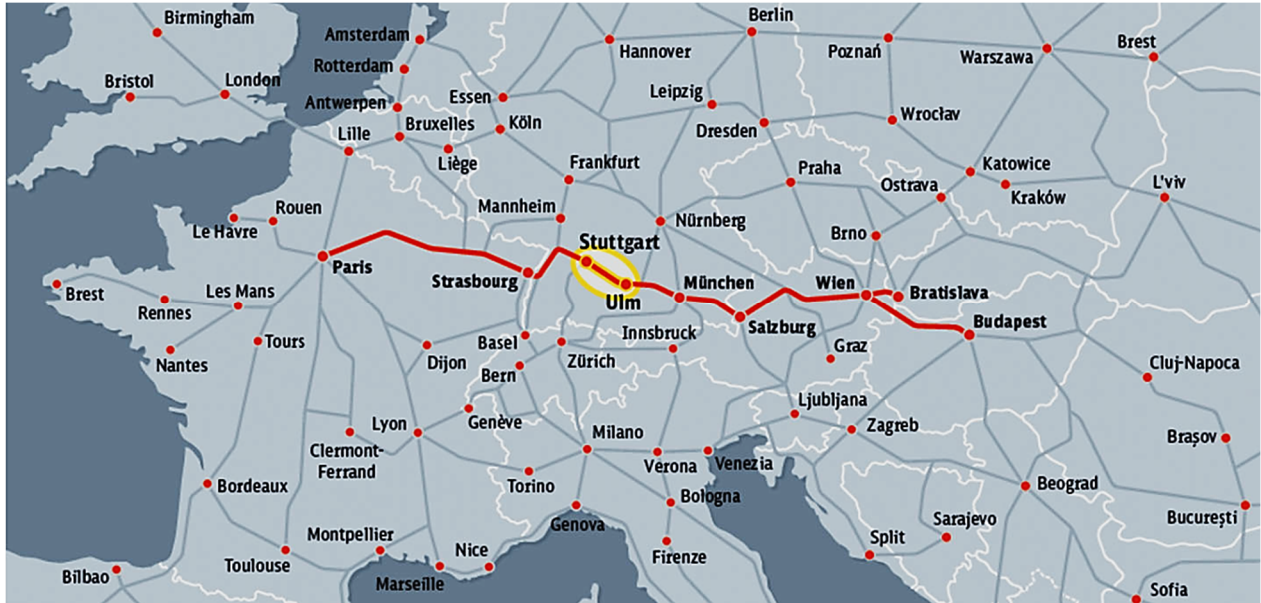 Birmingham
Berlin
Amsterdam
Hannover
Poznań
Warszawa
Brest
Rotterdam
Bristol
London
Antwerpen
Essen
Leipzig
Lille
Bruxelles
Köln
Dresden
Wrocław
Liège
Frankfurt
Praha
Katowice
Ostrava
Kraków
L'viv
Mannheim
Rouen
Le Havre
Nürnberg
Brno
Stuttgart
Paris
Strasbourg
München
Wien
Bratislava
Brest
Les Mans
Ulm
Rennes
Innsbruck
Salzburg
Budapest
Tours
Basel
Nantes
Dijon
Zürich
Graz
Cluj-Napoca
Bern
Ljubljana
Genève
Lyon
Milano
Zagreb
Clermont-
Ferrand
Verona
Venezia
Brașov
Torino
Bordeaux
Bologna
Beograd
Genova
București
Montpellier
Nice
Firenze
Split
Sarajevo
Toulouse
Bilbao
Marseille
Sofia